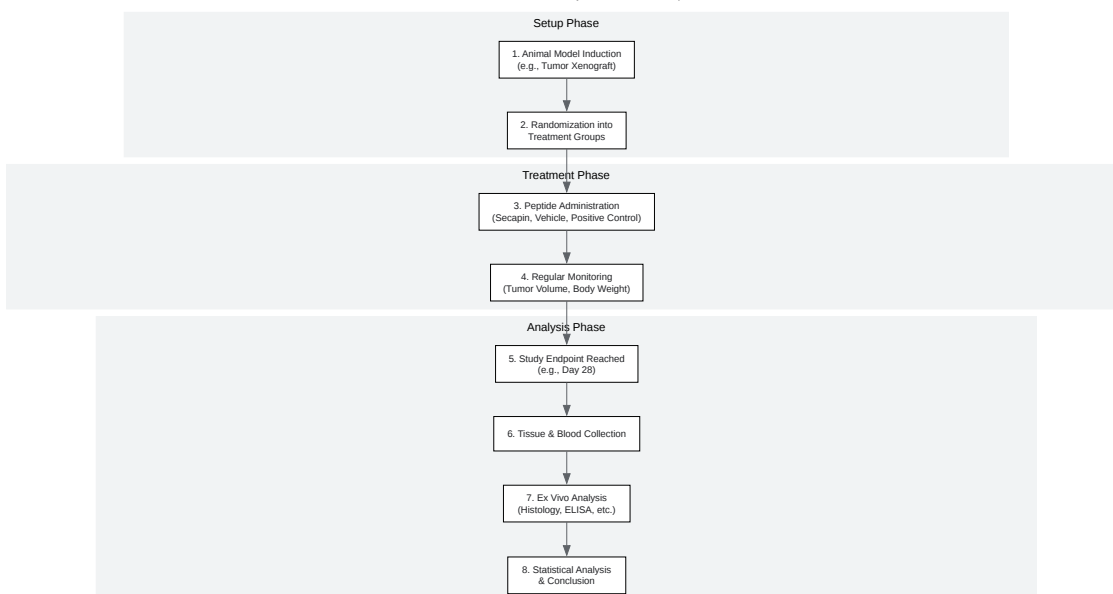 Setup Phase
1. Animal Model Induction
(e.g., Tumor Xenograft)
2. Randomization into
Treatment Groups
Treatment Phase
3. Peptide Administration
(Secapin, Vehicle, Positive Control)
4. Regular Monitoring
(Tumor Volume, Body Weight)
Analysis Phase
5. Study Endpoint Reached
(e.g., Day 28)
6. Tissue & Blood Collection
7. Ex Vivo Analysis
(Histology, ELISA, etc.)
8. Statistical Analysis
& Conclusion